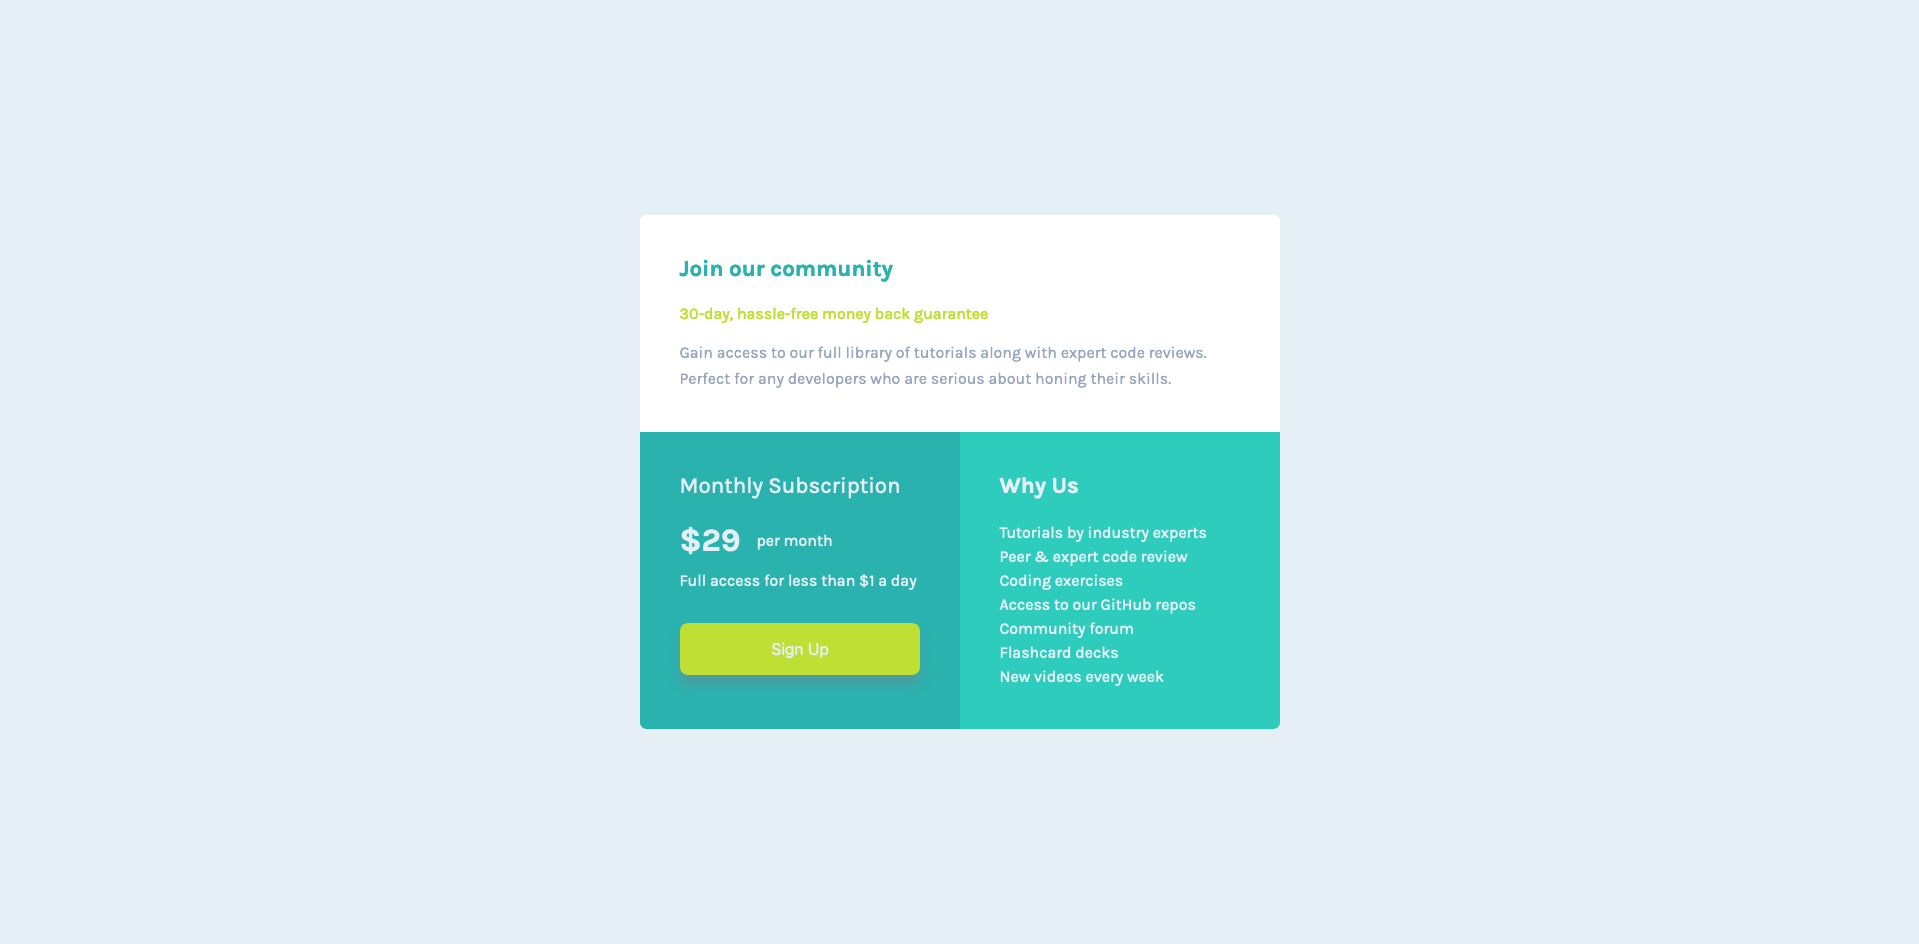 Join our community
30-day, hassle-free money back guarantee
Gain access to our full library of tutorials along with expert code reviews.
Perfect for any developers who are serious about honing their skills.
Monthly Subscription
$29 per month
Full access for less than $1 a day
Sign Up
Why Us
Tutorials by industry experts
Peer & expert code review
Coding exercises
Access to our GitHub repos
Community forum
Flashcard decks
New videos every week